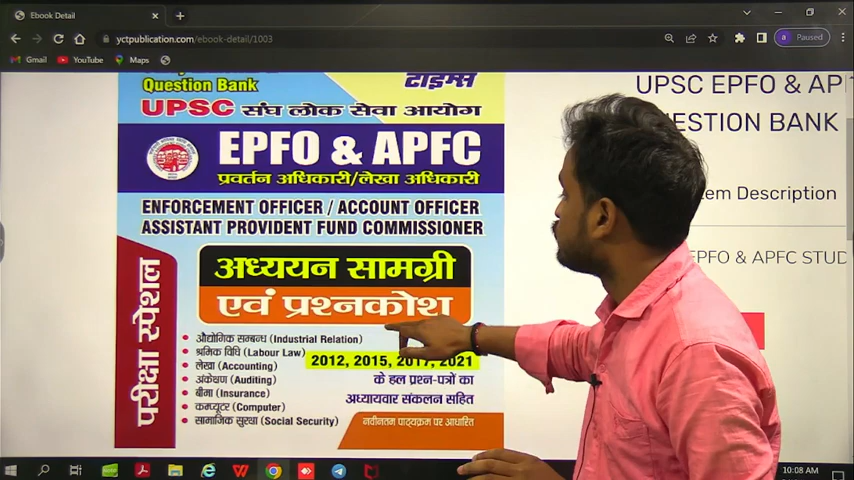 Ebook Detail
yctpublication.com/ebook-detail/1003
Paused
Gmail
YouTube
Maps
Question Bank
टाइम्स
UPSC संघ लोक सेवा आयोग
EPFO & APFC
प्रवर्तन अधिकारी/लेखा अधिकारी
ENFORCEMENT OFFICER / ACCOUNT OFFICER
ASSISTANT PROVIDENT FUND COMMISSIONER
परीक्षा स्पेशल
अध्ययन सामग्री
एवं प्रश्नकोश
औद्योगिक सम्बन्ध (Industrial Relation)
श्रमिक विधि (Labour Law)
लेखा (Accounting)
अंकेक्षण (Auditing)
बीमा (Insurance)
कम्प्यूटर (Computer)
सामाजिक सुरक्षा (Social Security)
2012, 2015, 2017, 2021
के हल प्रश्न-पत्रों का
अध्यायवार संकलन सहित
नवीनतम पाठ्यक्रम पर आधारित
UPSC EPFO & AP
ESTION BANK
tem Description
EPFO & APFC STUD
10:08 AM